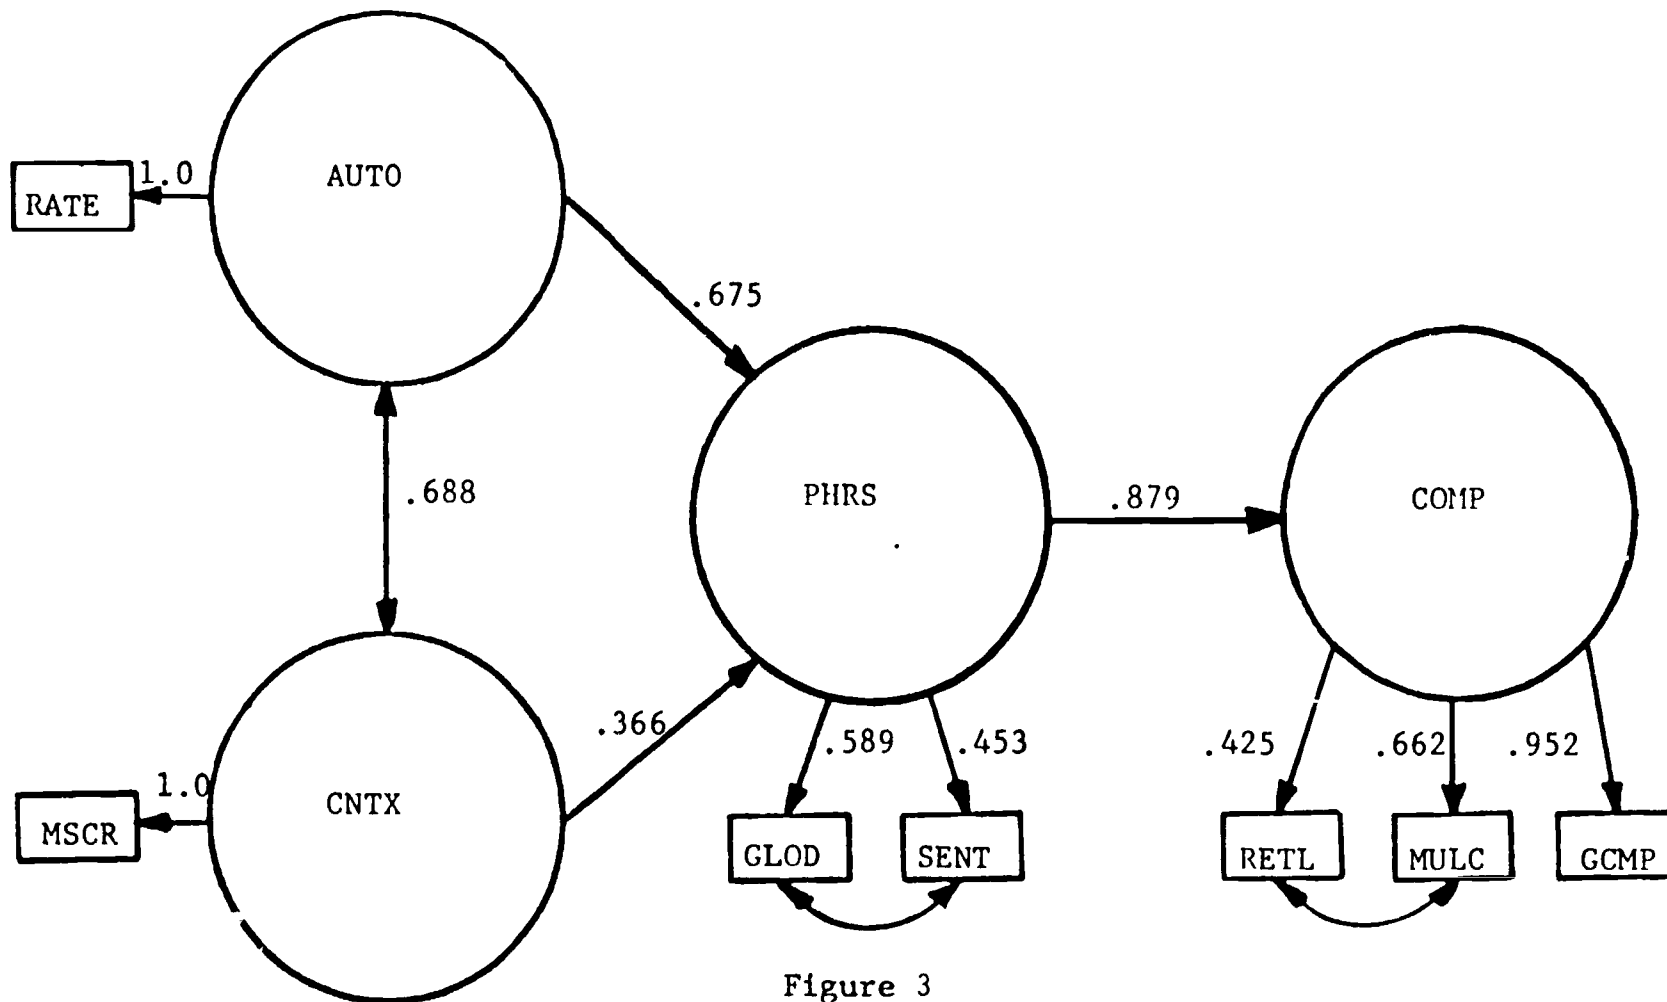 AUTO
1.0
RATE
.675
.688
PHRS
.879
COMP
.366
1.0
CNTX
MSCR
.589
.453
.425
.662
.952
GLOD
SENT
RETL
MULC
GCMP
Figure 3